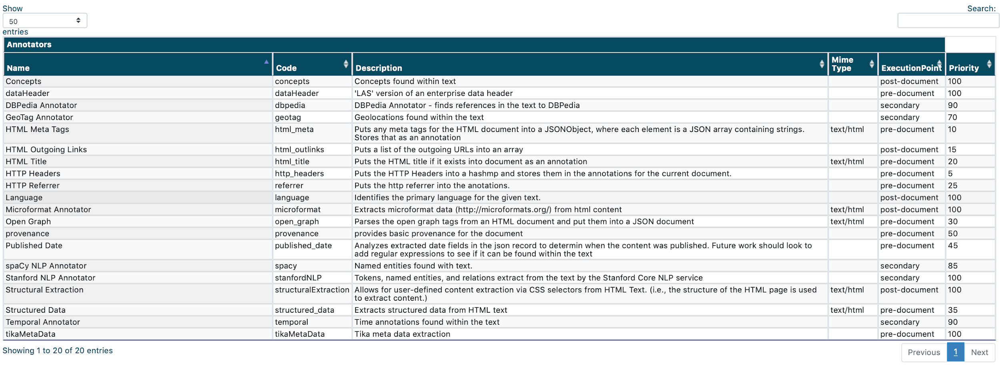 Show
50
entries
Search:
Annotators
Name Code Description Mime Type ExecutionPoint Priority
Concepts concepts Concepts found within text post-document 100
dataHeader dataHeader 'LAS' version of an enterprise data header pre-document 100
DBPedia Annotator dbpedia DBPedia Annotator - finds references in the text to DBPedia secondary 90
GeoTag Annotator geotag Geolocations found within the text secondary 70
HTML Meta Tags html_meta Puts any meta tags for the HTML document into a JSONObject, where each element is a JSON array containing strings. text/html pre-document 10
Stores that as an annotation
HTML Outgoing Links html_outlinks Puts a list of the outgoing URLs into an array post-document 15
HTML Title html_title Puts the HTML title if it exists into document as an annotation text/html pre-document 20
HTTP Headers http_headers Puts the HTTP Headers into a hashmp and stores them in the annotations for the current document. pre-document 5
HTTP Referrer referrer Puts the http referrer into the anotations. pre-document 25
Language language Identifies the primary language for the given text. post-document 100
Microformat Annotator microformat Extracts microformat data (http://microformats.org/) from html content text/html post-document 100
Open Graph open_graph Parses the open graph tags from an HTML document and put them into a JSON document text/html pre-document 30
provenance provenance provides basic provenance for the document pre-document 50
Published Date published_date Analyzes extracted date fields in the json record to determin when the content was published. Future work should look to pre-document 45
add regular expressions to see if it can be found within the text
spaCy NLP Annotator spacy Named entities found with text. secondary 85
Stanford NLP Annotator stanfordNLP Tokens, named entities, and relations extract from the text by the Stanford Core NLP service secondary 100
Structural Extraction structuralExtraction Allows for user-defined content extraction via CSS selectors from HTML Text. (i.e., the structure of the HTML page is used text/html post-document 100
to extract content.)
Structured Data structured_data Extracts structured data from HTML text text/html pre-document 35
Temporal Annotator temporal Time annotations found within the text secondary 90
tikaMetaData tikaMetaData Tika meta data extraction pre-document 100
Showing 1 to 20 of 20 entries
Previous 1 Next